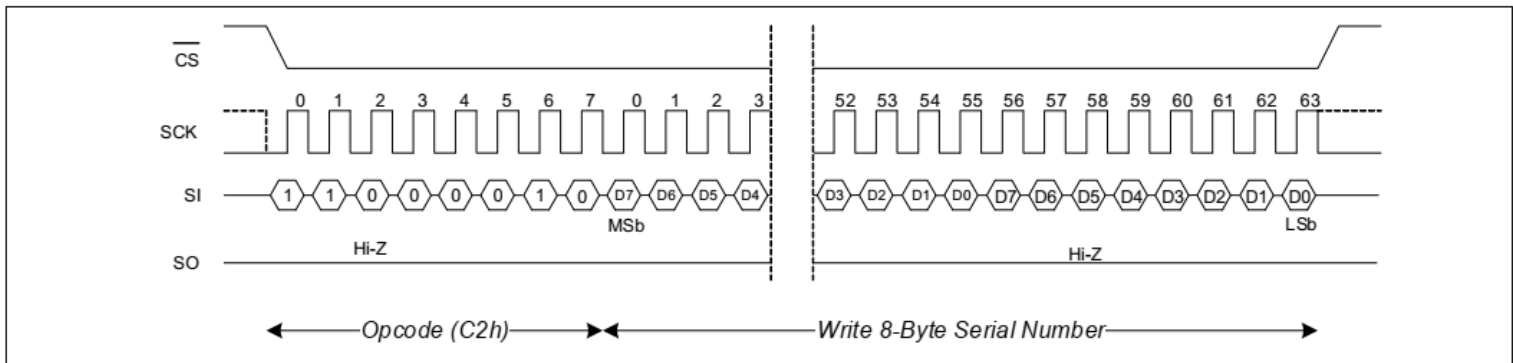 CS
0 1 2 3 4 5 6 7 0 1 2 3 52 53 54 55 56 57 58 59 60 61 62 63
SCK
SI 1 1 0 0 0 0 1 0 D7 D6 D5 D4 D3 D2 D1 D0 D7 D6 D5 D4 D3 D2 D1 D0
MSb LSb
Hi-Z Hi-Z
SO
Opcode (C2h) Write 8-Byte Serial Number